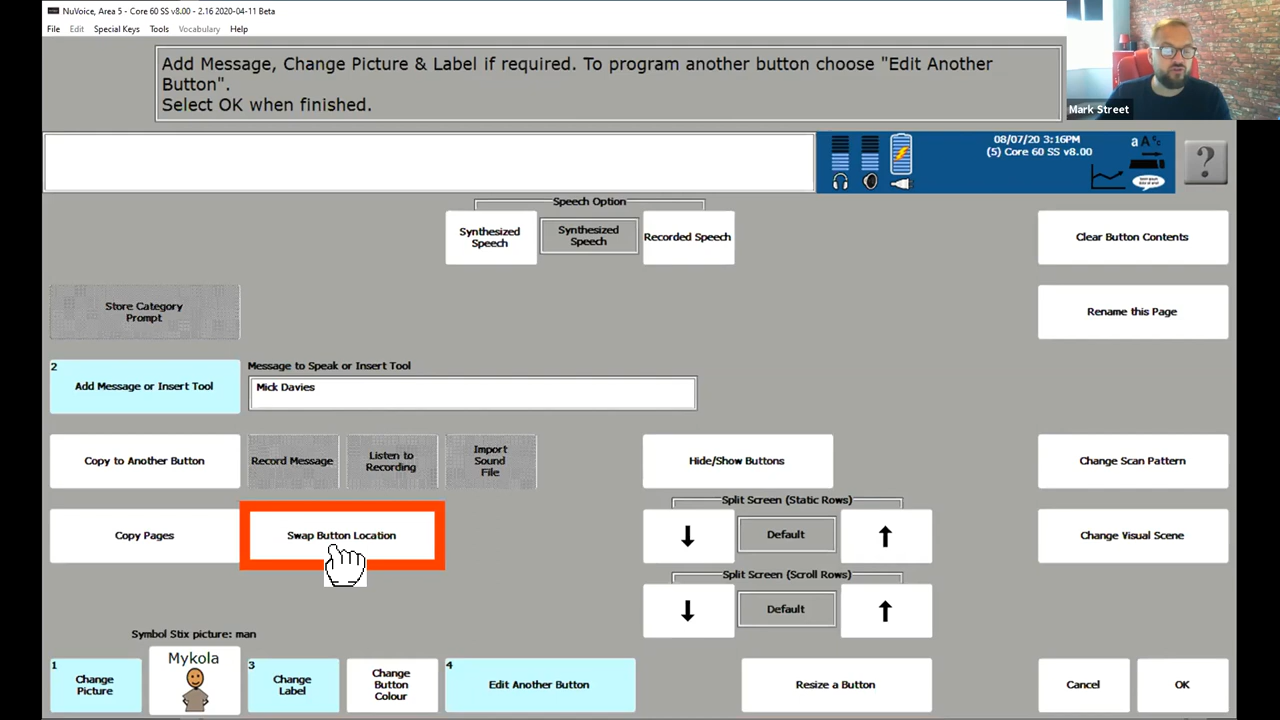 NuVoice, Area 5 - Core 60 SS v8.00 - 2.16 2020-04-11 Beta
File Edit Special Keys Tools Vocabulary Help
Add Message, Change Picture & Label if required. To program another button choose "Edit Another
Button".
Select OK when finished.
Mark Street
08/07/20 3:16PM
(5) Core 60 SS v8.00
?
Speech Option
Synthesized
Speech
Synthesized
Speech
Recorded Speech
Clear Button Contents
Store Category
Prompt
Rename this Page
Message to Speak or Insert Tool
2
Add Message or Insert Tool
Mick Davies
Copy to Another Button
Record Message
Listen to
Recording
Import
Sound
File
Hide/Show Buttons
Change Scan Pattern
Split Screen (Static Rows)
Copy Pages
Swap Button Location
Default
Change Visual Scene
Split Screen (Scroll Rows)
Default
Symbol Stix picture: man
1
Change
Picture
Mykola
3
Change
Label
Change
Button
Colour
4
Edit Another Button
Resize a Button
Cancel
OK